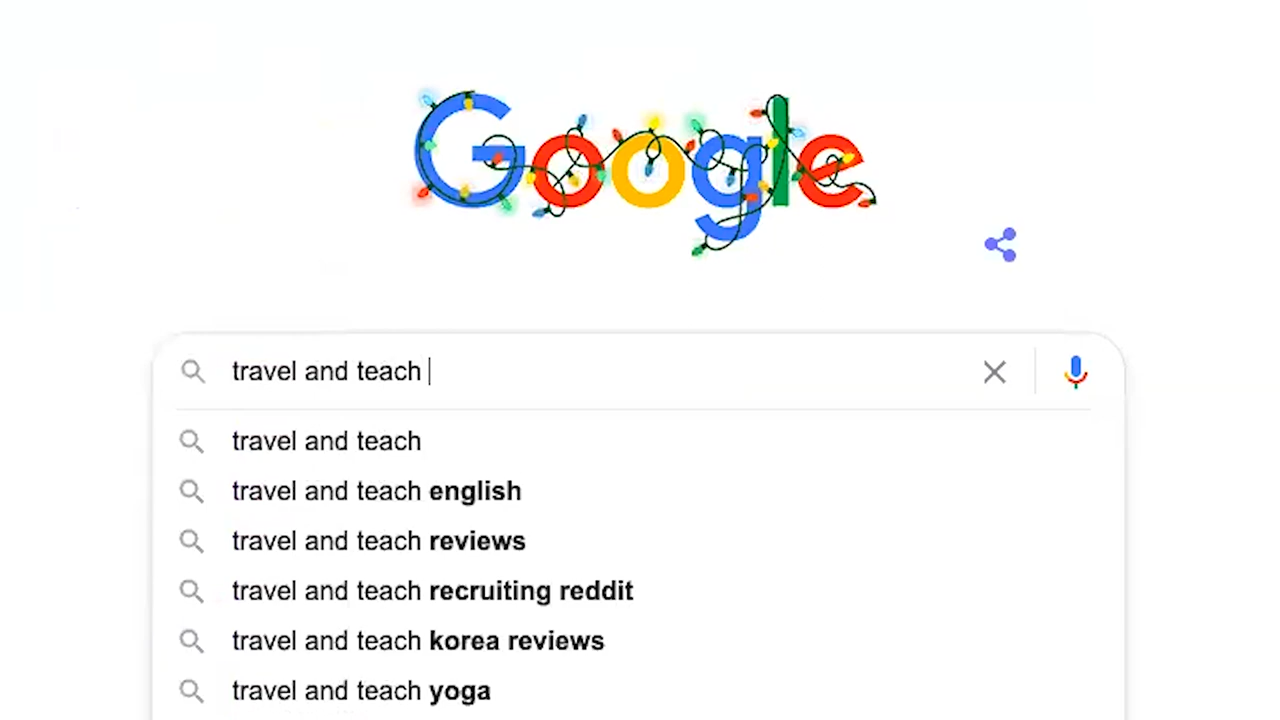 Google
travel and teach
travel and teach
travel and teach english
travel and teach reviews
travel and teach recruiting reddit
travel and teach korea reviews
travel and teach yoga